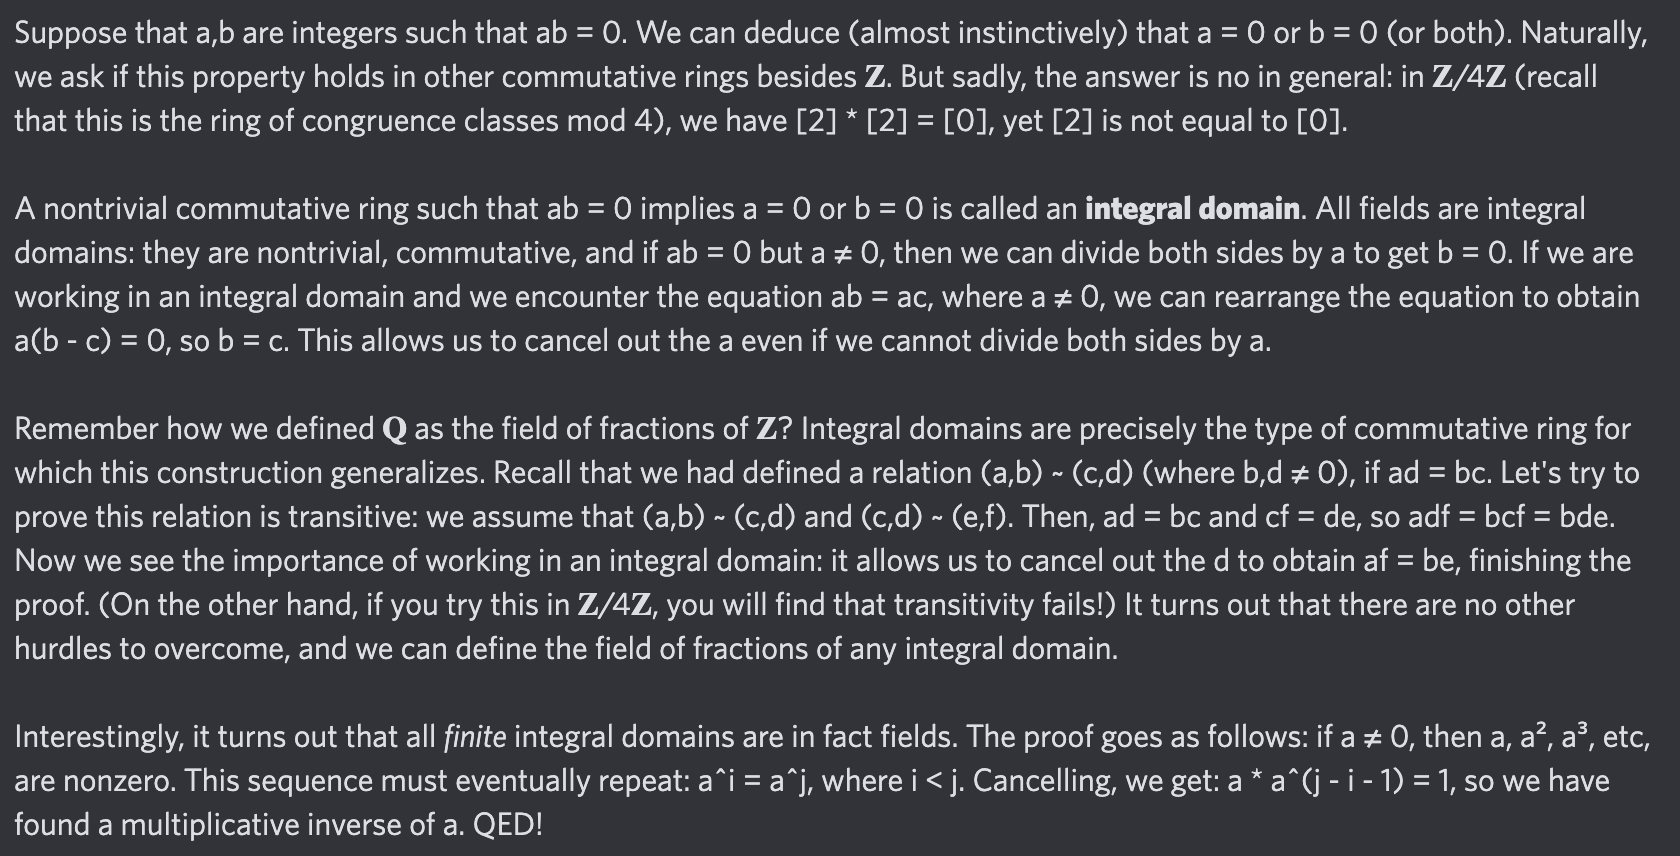 Suppose that a,b are integers such that ab = 0. We can deduce (almost instinctively) that a = 0 or b = 0 (or both). Naturally,
we ask if this property holds in other commutative rings besides Z. But sadly, the answer is no in general: in Z/4Z (recall
that this is the ring of congruence classes mod 4), we have [2] * [2] = [0], yet [2] is not equal to [0].
A nontrivial commutative ring such that ab = 0 implies a = 0 or b = 0 is called an integral domain. All fields are integral
domains: they are nontrivial, commutative, and if ab = 0 but a ≠ 0, then we can divide both sides by a to get b = 0. If we are
working in an integral domain and we encounter the equation ab = ac, where a ≠ 0, we can rearrange the equation to obtain
a(b - c) = 0, so b = c. This allows us to cancel out the a even if we cannot divide both sides by a.
Remember how we defined Q as the field of fractions of Z? Integral domains are precisely the type of commutative ring for
which this construction generalizes. Recall that we had defined a relation (a,b) ~ (c,d) (where b,d ≠ 0), if ad = bc. Let's try to
prove this relation is transitive: we assume that (a,b) ~ (c,d) and (c,d) ~ (e,f). Then, ad = bc and cf = de, so adf = bcf = bde.
Now we see the importance of working in an integral domain: it allows us to cancel out the d to obtain af = be, finishing the
proof. (On the other hand, if you try this in Z/4Z, you will find that transitivity fails!) It turns out that there are no other
hurdles to overcome, and we can define the field of fractions of any integral domain.
Interestingly, it turns out that all finite integral domains are in fact fields. The proof goes as follows: if a ≠ 0, then a, a², a³, etc,
are nonzero. This sequence must eventually repeat: a^i = a^j, where i < j. Cancelling, we get: a * a^(j - i - 1) = 1, so we have
found a multiplicative inverse of a. QED!